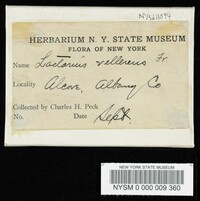 HERBARIUM N. Y. STATE MUSEUM
FLORA OF NEW YORK
Name Lactarius vellereus Fr.
Locality Alcove, Albany Co
Collected by Charles H. Peck
No. Date Sept.
NEW YORK STATE MUSEUM
NYSM 0 000 009 360